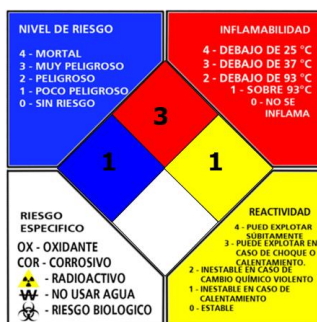 NIVEL DE RIESGO
4 - MORTAL
3 - MUY PELIGROSO
2 - PELIGROSO
1 - POCO PELIGROSO
0 - SIN RIESGO
INFLAMABILIDAD
4 - DEBAJO DE 25 °C
3 - DEBAJO DE 37 °C
2 - DEBAJO DE 93 °C
1 - SOBRE 93°C
0 - NO SE
INFLAMA
3
1
1
RIESGO
ESPECIFICO
OX - OXIDANTE
COR - CORROSIVO
- RADIOACTIVO
W - NO USAR AGUA
- RIESGO BIOLOGICO
REACTIVIDAD
4 - PUED EXPLOTAR
SÚBITAMENTE
3 - PUEDE EXPLOTAR EN
CASO DE CHOQUE O
CALENTAMIENTO.
2 - INESTABLE EN CASO DE
CAMBIO QUÍMICO VIOLENTO
1 - INESTABLE EN CASO DE
CALENTAMIENTO
0 - ESTABLE